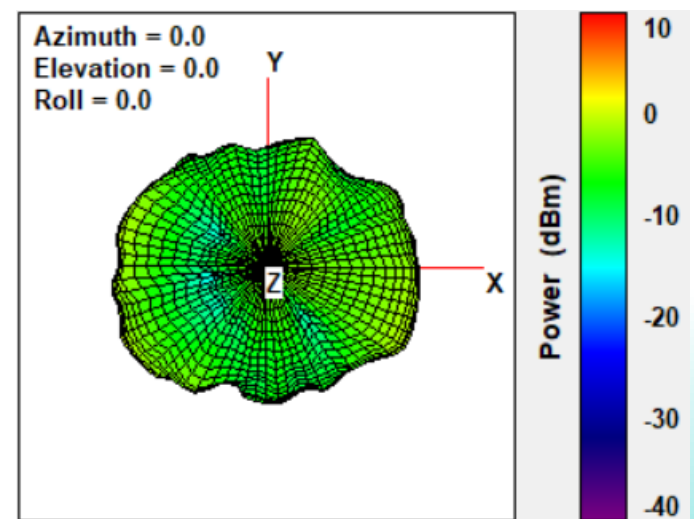 Azimuth = 0.0
Elevation = 0.0
Roll = 0.0
Y
Z
X
Power (dBm)
10
0
-10
-20
-30
-40